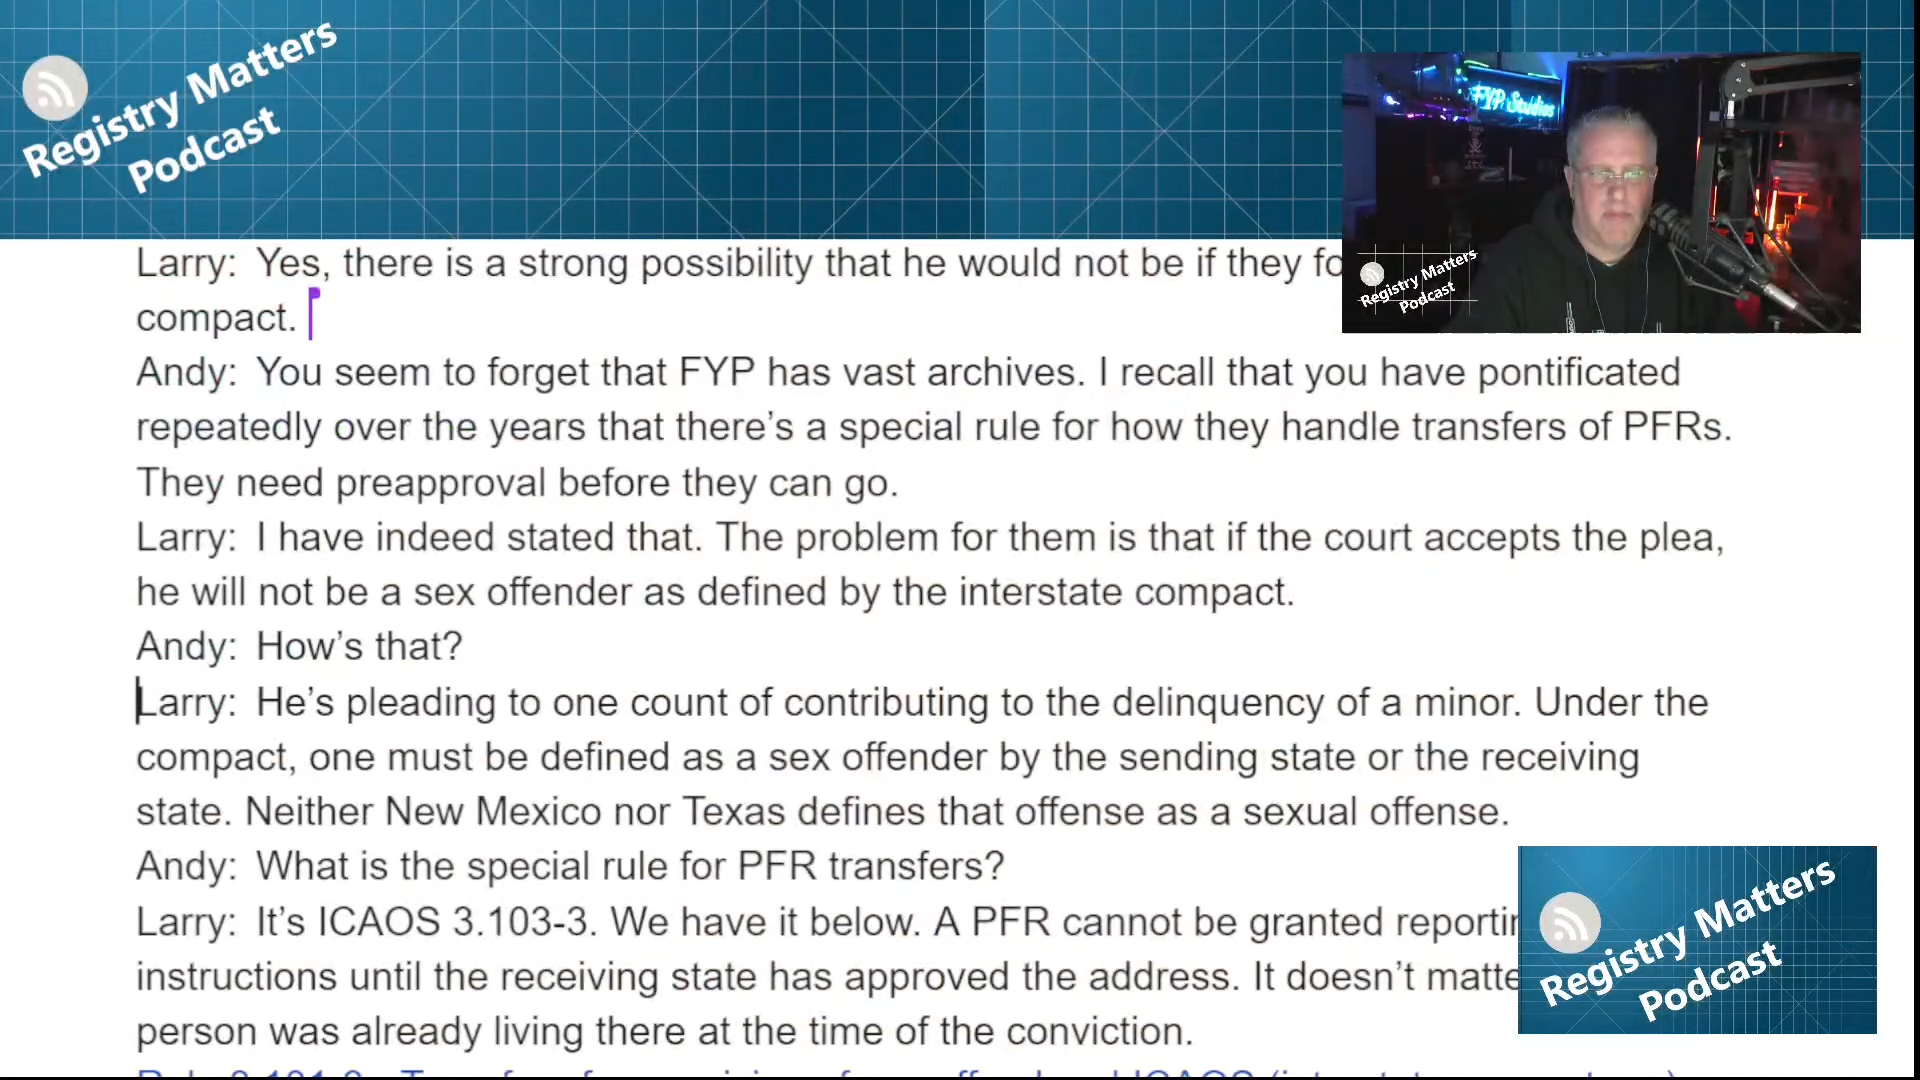 Registry Matters
Podcast
FYP Studios
Registry Matters
Podcast
Larry: Yes, there is a strong possibility that he would not be if they
compact.
Andy: You seem to forget that FYP has vast archives. I recall that you have pontificated
repeatedly over the years that there’s a special rule for how they handle transfers of PFRs.
They need preapproval before they can go.
Larry: I have indeed stated that. The problem for them is that if the court accepts the plea,
he will not be a sex offender as defined by the interstate compact.
Andy: How’s that?
Larry: He’s pleading to one count of contributing to the delinquency of a minor. Under the
compact, one must be defined as a sex offender by the sending state or the receiving
state. Neither New Mexico nor Texas defines that offense as a sexual offense.
Andy: What is the special rule for PFR transfers?
Larry: It’s ICAOS 3.103-3. We have it below. A PFR cannot be granted
instructions until the receiving state has approved the address. It doesn’t
person was already living there at the time of the conviction.
Registry Matters
Podcast